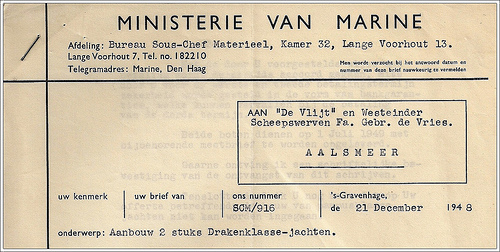 MINISTERIE VAN MARINE
Afdeling: Bureau Sous-Chef Materieel, Kamer 32, Lange Voorhout 13.
Lange Voorhout 7, Tel. no. 182210
Telegramadres: Marine, Den Haag
Men wordt verzocht bij het antwoord datum en
nummer van deze brief nauwkeurig te vermelden
AAN "De Vlijt" en Westeinder
Scheepswerven Fa. Gebr. de Vries.
AALSMEER
uw kenmerk uw brief van ons nummer 's-Gravenhage,
SCM/916 de 21 December 1948
onderwerp: Aanbouw 2 stuks Drakenklasse-jachten.